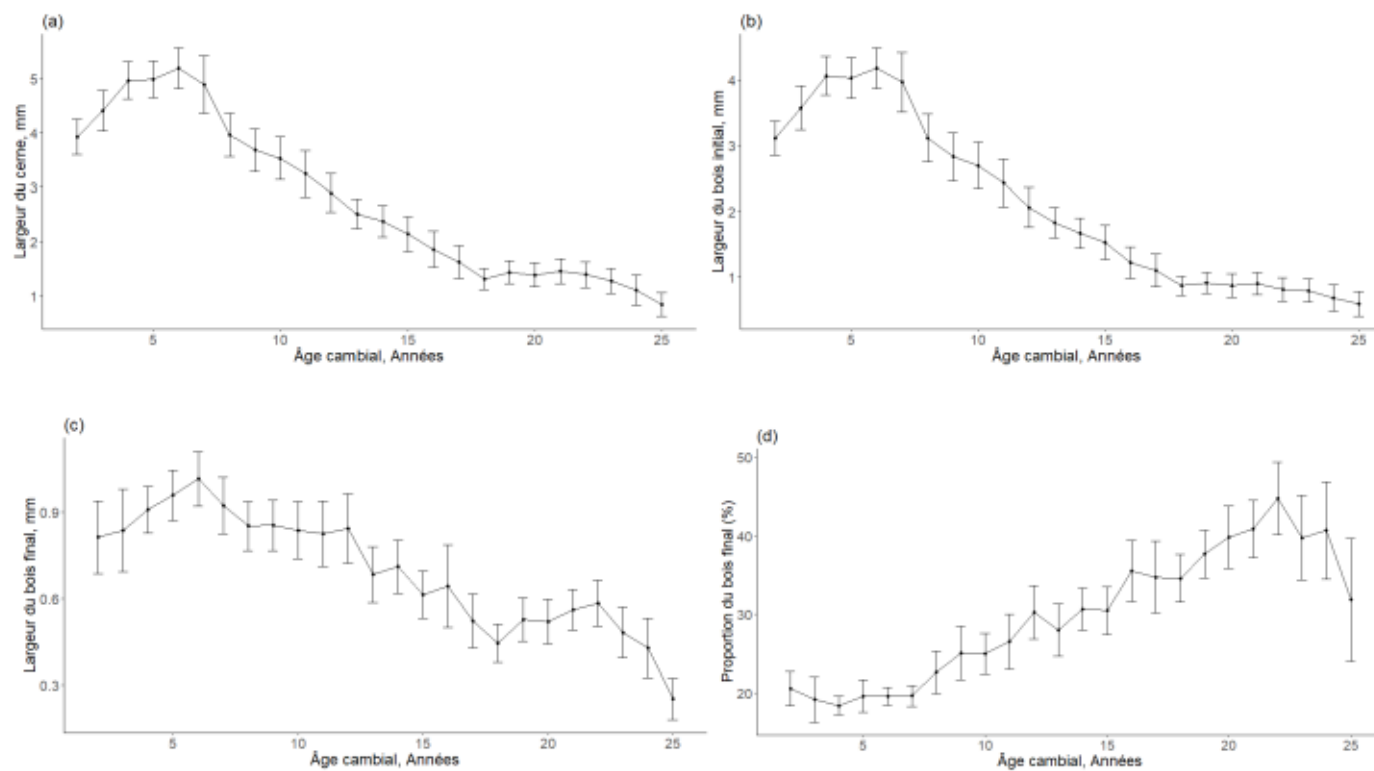 (a)
Largeur du cerne, mm
5
4
3
2
1
5 10 15 20 25
Âge cambial, Années
(b)
Largeur du bois initial, mm
4
3
2
1
5 10 15 20 25
Âge cambial, Années
(c)
Largeur du bois final, mm
0.9
0.6
0.3
5 10 15 20 25
Âge cambial, Années
(d)
Proportion du bois final (%)
50
40
30
20
5 10 15 20 25
Âge cambial, Années